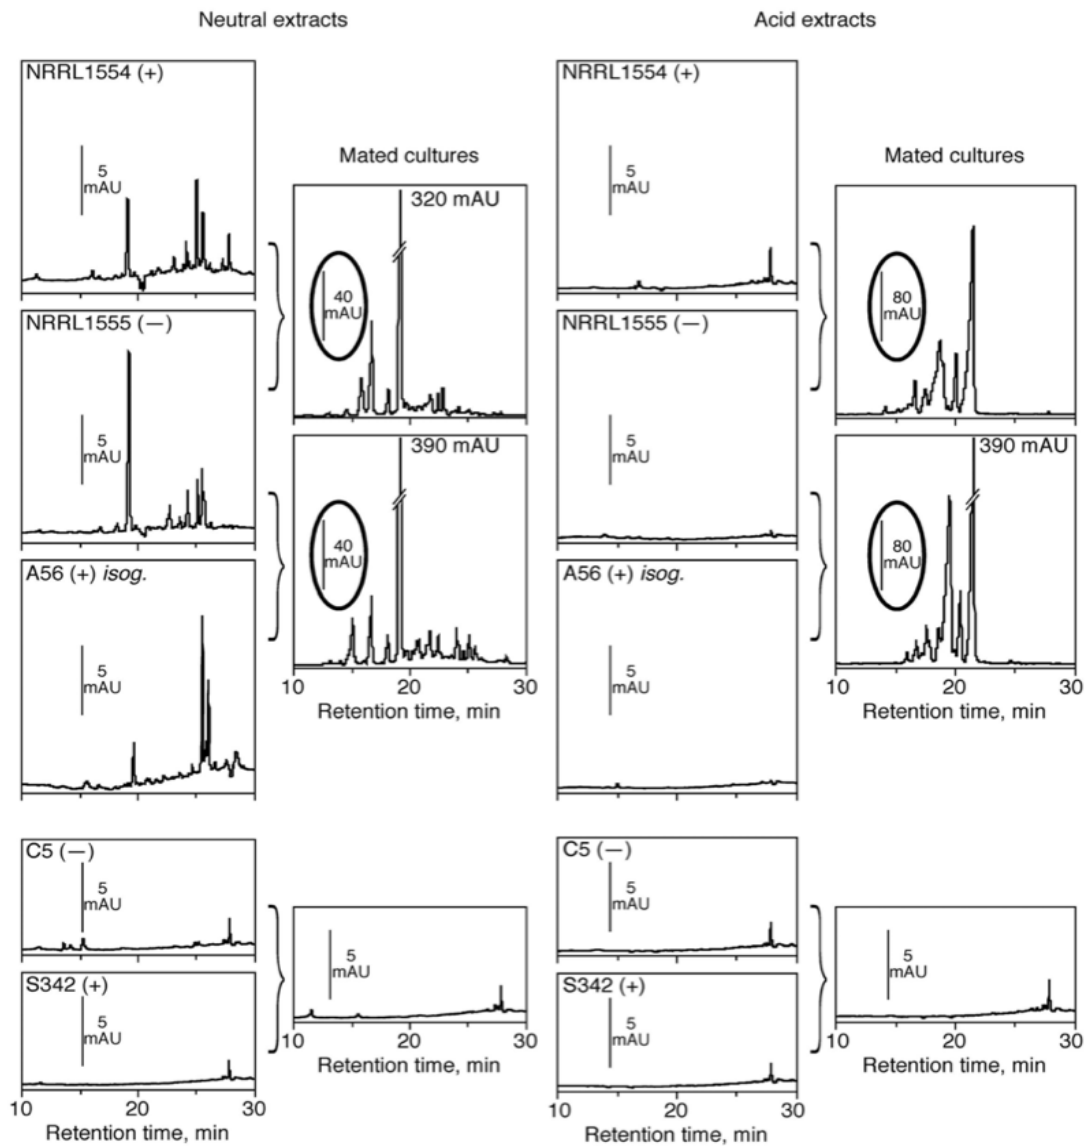 Neutral extracts
NRRL1554 (+)
5
mAU
NRRL1555 (—)
5
mAU
A56 (+) isog.
5
mAU
C5 (—)
5
mAU
S342 (+)
5
mAU
10 20 30
Retention time, min
Mated cultures
320 mAU
40
mAU
390 mAU
40
mAU
10 20 30
Retention time, min
5
mAU
10 20 30
Retention time, min
Acid extracts
NRRL1554 (+)
5
mAU
NRRL1555 (—)
5
mAU
A56 (+) isog.
5
mAU
C5 (—)
5
mAU
S342 (+)
5
mAU
10 20 30
Retention time, min
Mated cultures
80
mAU
390 mAU
80
mAU
10 20 30
Retention time, min
5
mAU
10 20 30
Retention time, min